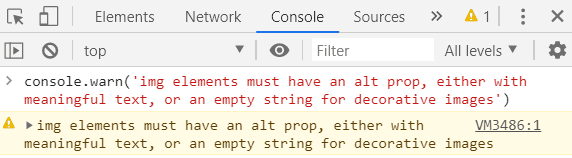 Elements Network Console Sources 1
top Filter All levels
console.warn('img elements must have an alt prop, either with
meaningful text, or an empty string for decorative images')
img elements must have an alt prop, either with VM3486:1
meaningful text, or an empty string for decorative images